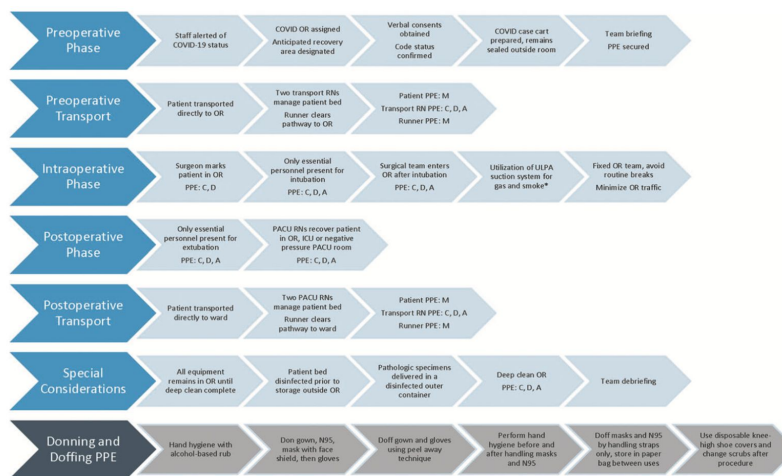 Preoperative
Phase
Staff alerted of
COVID-19 status
COVID OR assigned
Anticipated recovery
area designated
Verbal consents
obtained
Code status
confirmed
COVID case cart
prepared, remains
sealed outside room
Team briefing
PPE secured
Preoperative
Transport
Patient transported
directly to OR
Two transport RNs
manage patient bed
Runner clears
pathway to OR
Patient PPE: M
Transport RN PPE: C, D, A
Runner PPE: M
Intraoperative
Phase
Surgeon marks
patient in OR
PPE: C, D
Only essential
personnel present for
intubation
PPE: C, D, A
Surgical team enters
OR after intubation
PPE: C, D, A
Utilization of ULPA
suction system for
gas and smoke*
Fixed OR team, avoid
routine breaks
Minimize OR traffic
Postoperative
Phase
Only essential
personnel present for
extubation
PPE: C, D, A
PACU RNs recover patient
in OR, ICU or negative
pressure PACU room
PPE: C, D, A
Postoperative
Transport
Patient transported
directly to ward
Two PACU RNs
manage patient bed
Runner clears
pathway to ward
Patient PPE: M
Transport RN PPE: C, D, A
Runner PPE: M
Special
Considerations
All equipment
remains in OR until
deep clean complete
Patient bed
disinfected prior to
storage outside OR
Pathologic specimens
delivered in a
disinfected outer
container
Deep clean OR
PPE: C, D, A
Team debriefing
Donning and
Doffing PPE
Hand hygiene with
alcohol-based rub
Don gown, N95,
mask with face
shield, then gloves
Doff gown and gloves
using peel away
technique
Perform hand
hygiene before and
after handling masks
and N95
Doff masks and N95
by handling straps
only, store in paper
bag between uses
Use disposable knee-
high shoe covers and
change scrubs after
procedure